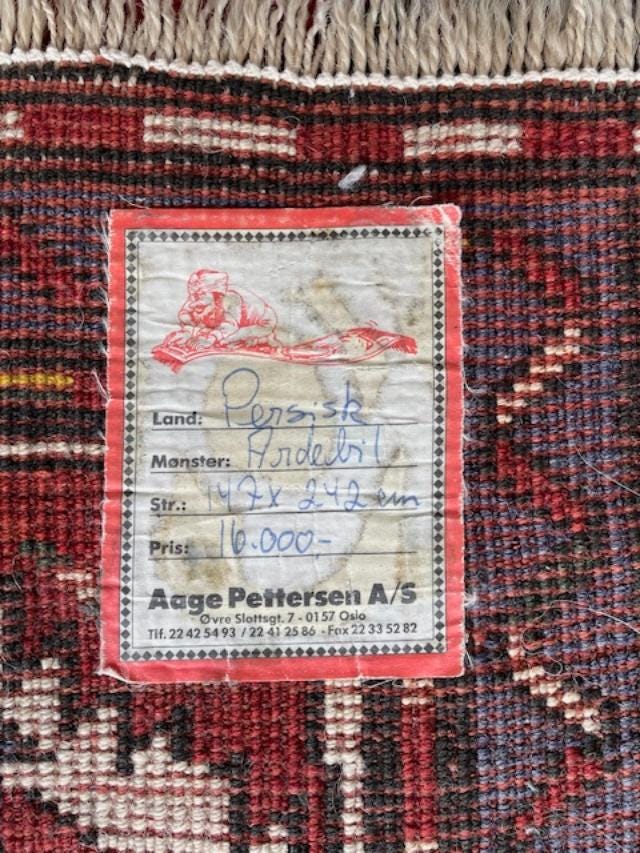 Land: Persisk
Mønster: Ardebil
Str.: 147 x 242 cm
Pris: 16.000,-
Aage Pettersen A/S
Øvre Slottsgt. 7 - 0157 Oslo
Tlf. 22 42 54 93 / 22 41 25 86 - Fax 22 33 52 82